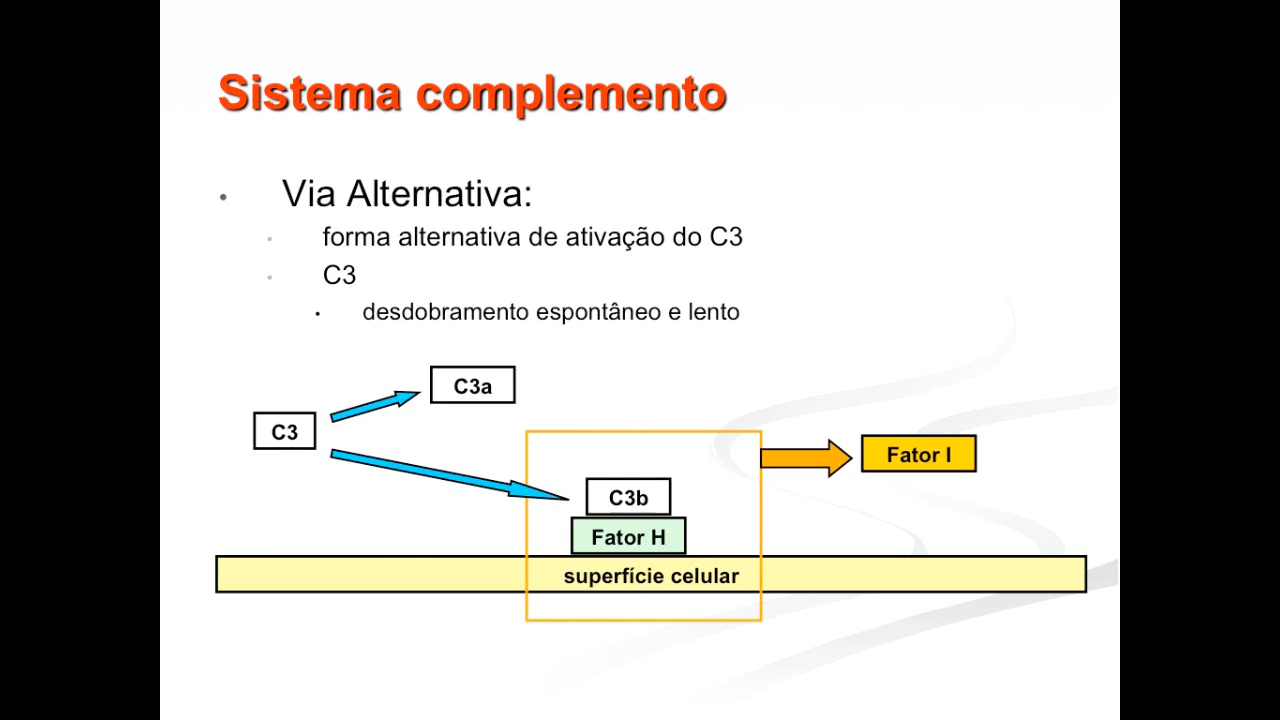 Sistema complemento
Via Alternativa:
forma alternativa de ativação do C3
C3
desdobramento espontâneo e lento
C3a
C3
Fator I
C3b
Fator H
superfície celular